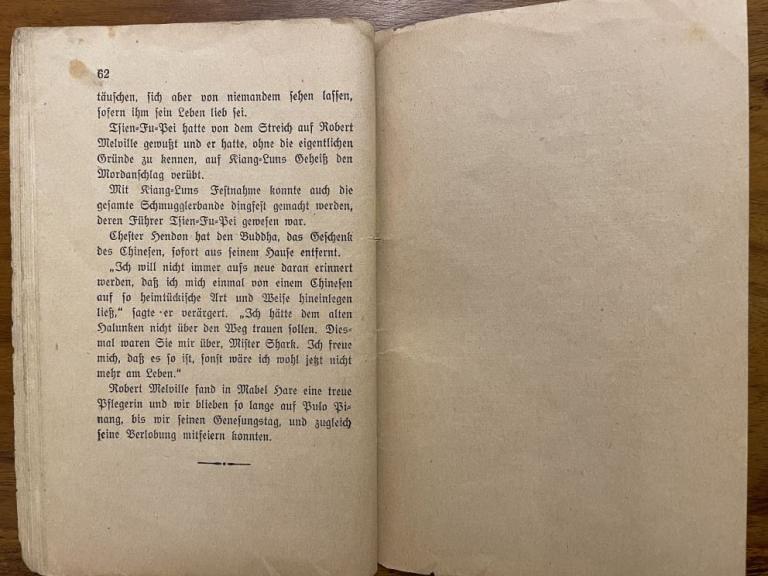 62
täuschen, sich aber von niemandem sehen lassen,
sofern ihm sein Leben lieb sei.
Tsien-Fu-Pei hatte von dem Streich auf Robert
Melville gewußt und er hatte, ohne die eigentlichen
Gründe zu kennen, auf Kiang-Luns Geheiß den
Mordanschlag verübt.
Mit Kiang-Luns Festnahme konnte auch die
gesamte Schmugglerbande dingfest gemacht werden,
deren Führer Tsien-Fu-Pei gewesen war.
Chester Hendon hat den Buddha, das Geschenk
des Chinesen, sofort aus seinem Hause entfernt.
„Ich will nicht immer aufs neue daran erinnert
werden, daß ich mich einmal von einem Chinesen
auf so heimtückische Art und Weise hineinlegen
ließ,“ sagte er verärgert. „Ich hätte dem alten
Halunken nicht über den Weg trauen sollen. Dies-
mal waren Sie mir über, Mister Shark. Ich freue
mich, daß es so ist, sonst wäre ich wohl jetzt nicht
mehr am Leben.“
Robert Melville fand in Mabel Hare eine treue
Pflegerin und wir blieben so lange auf Pulo Pi-
nang, bis wir seinen Genesungstag, und zugleich
seine Verlobung mitfeiern konnten.